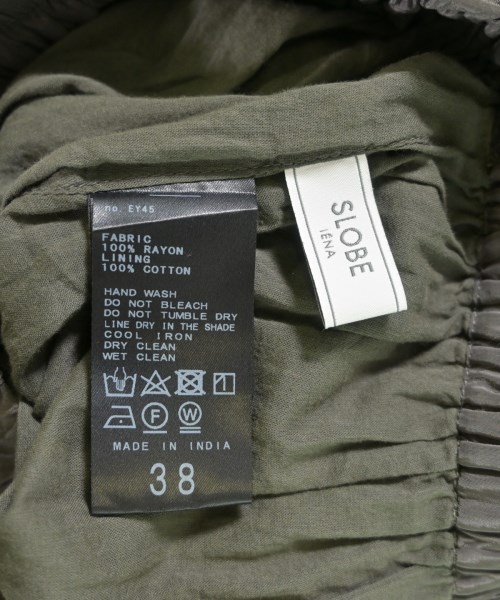 no. EY45
FABRIC
100% RAYON
LINING
100% COTTON
HAND WASH
DO NOT BLEACH
DO NOT TUMBLE DRY
LINE DRY IN THE SHADE
COOL IRON
DRY CLEAN
WET CLEAN
F
W
MADE IN INDIA
38
SLOBE
IÉNA